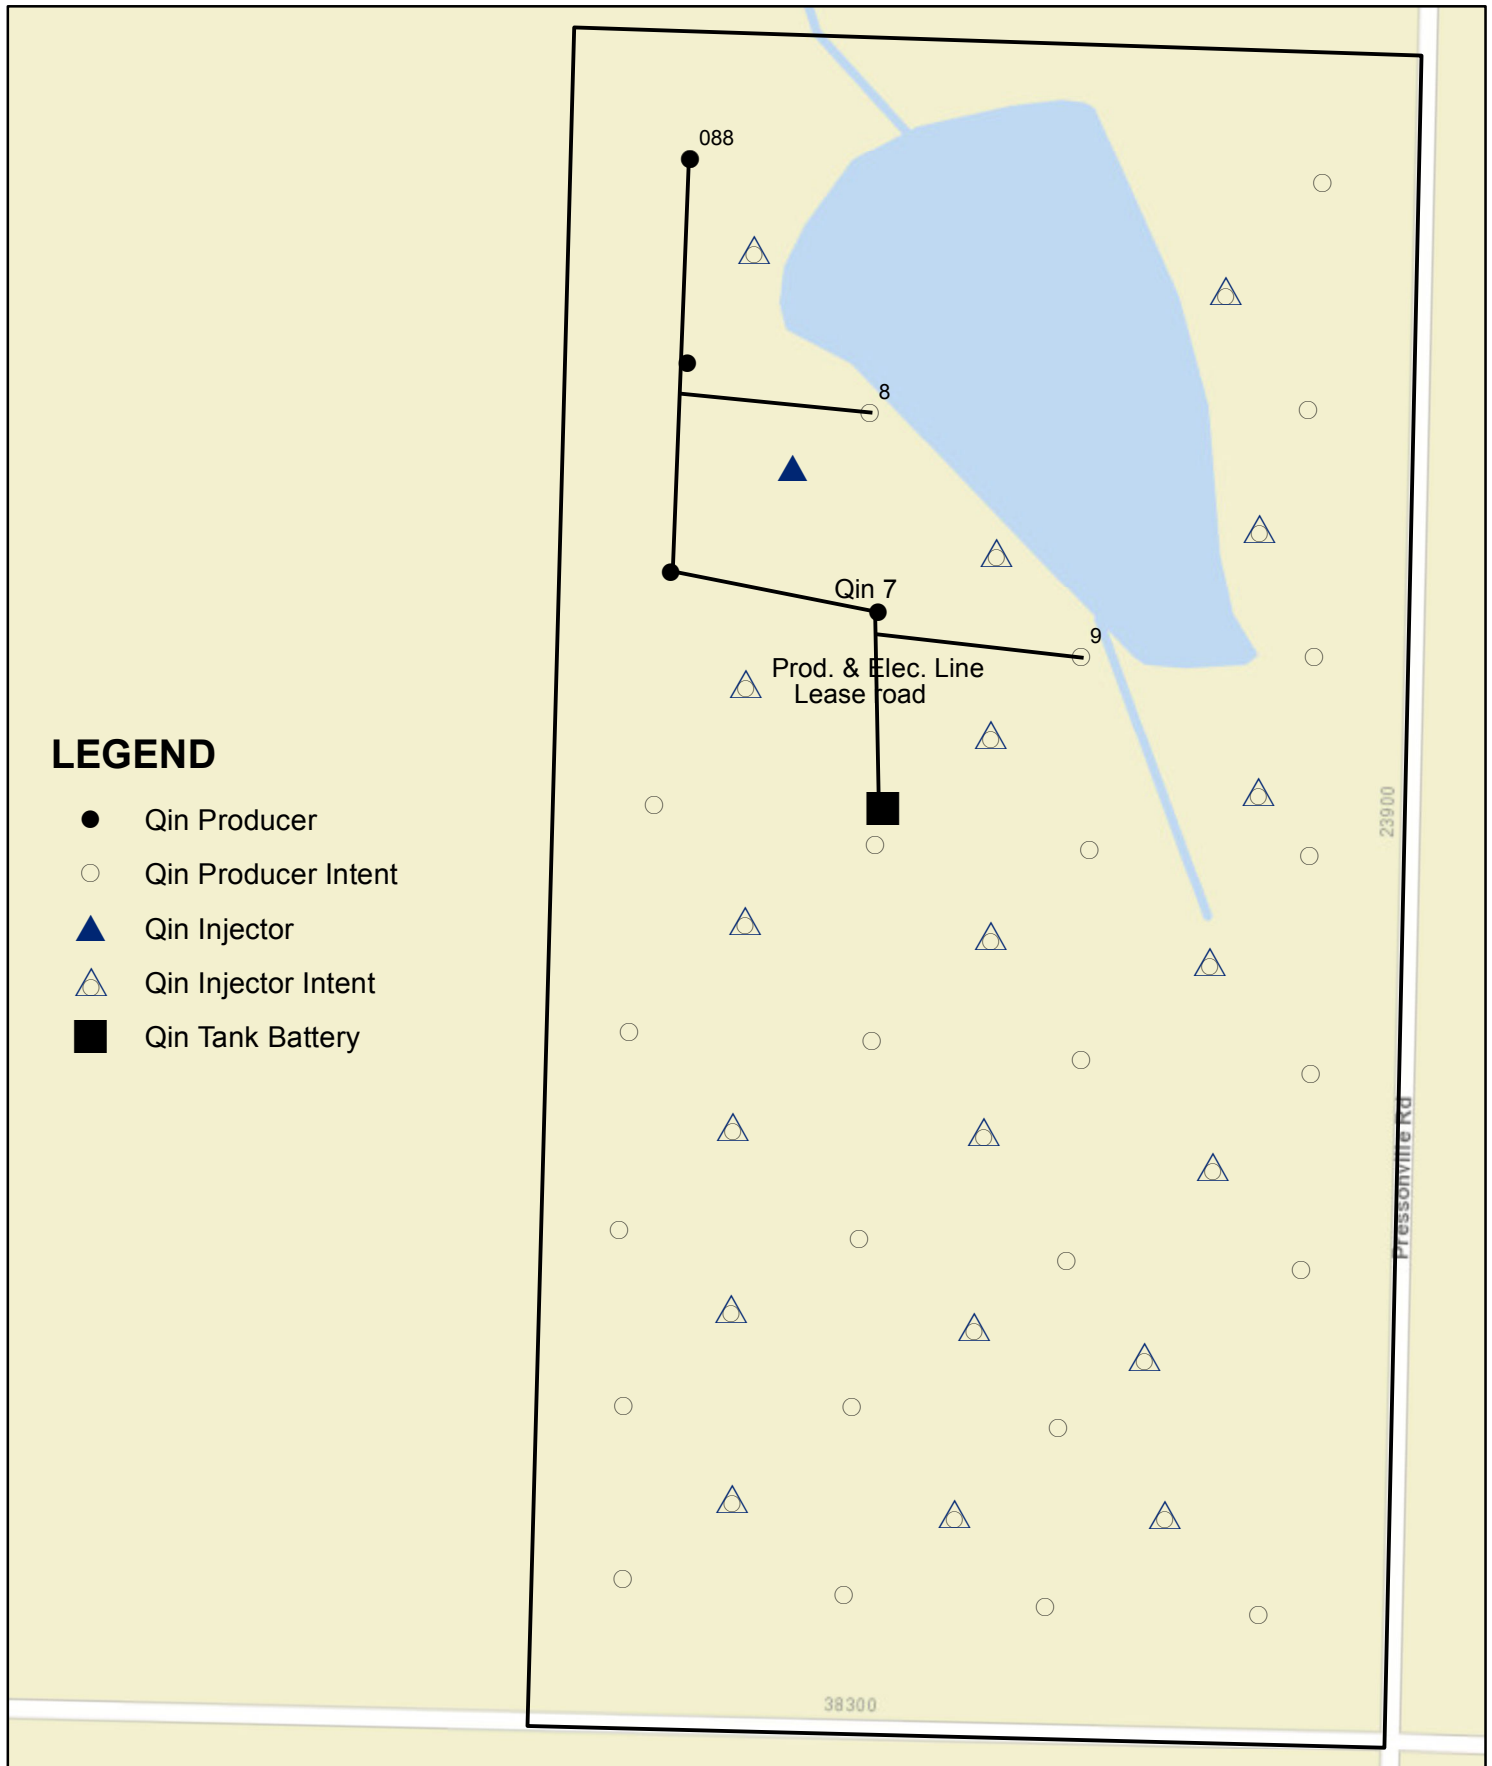 088
8
Qin 7
9
Prod. & Elec. Line
Lease road
LEGEND
Qin Producer
Qin Producer Intent
Qin Injector
Qin Injector Intent
Qin Tank Battery
23900
Pressonville Rd
38300